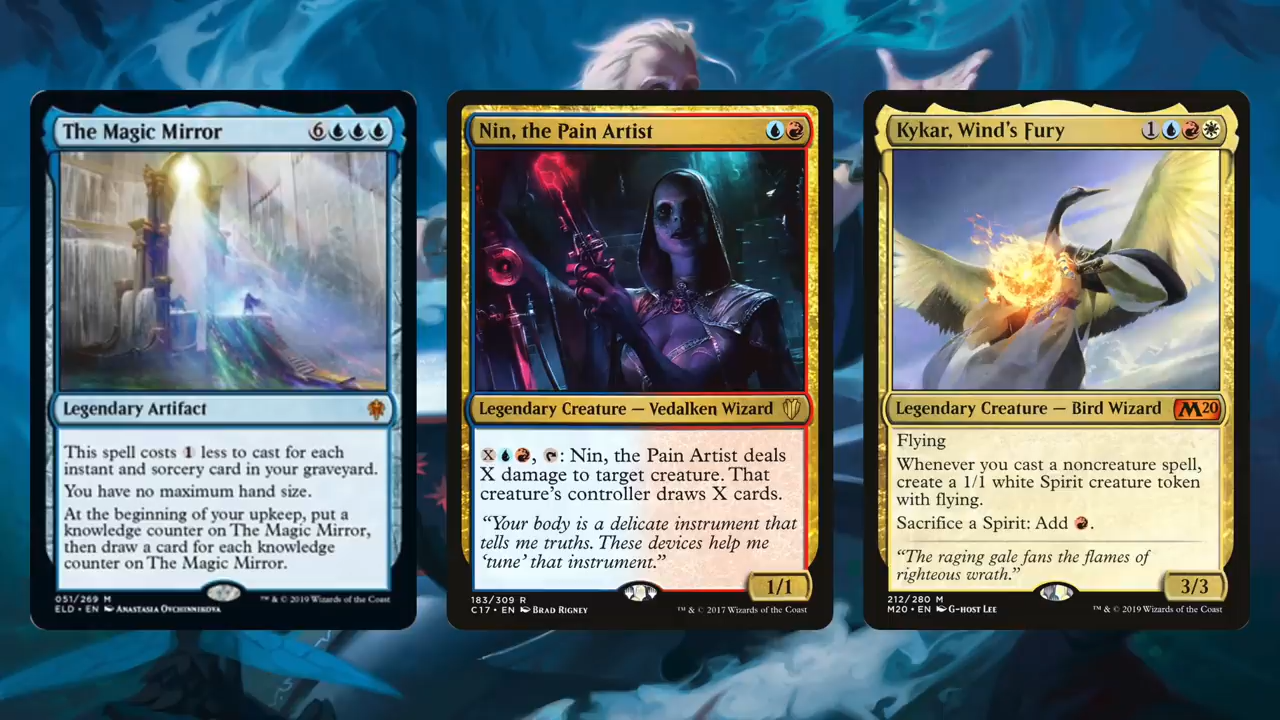 The Magic Mirror 6
Legendary Artifact
This spell costs 1 less to cast for each
instant and sorcery card in your graveyard.
You have no maximum hand size.
At the beginning of your upkeep, put a
knowledge counter on The Magic Mirror,
then draw a card for each knowledge
counter on The Magic Mirror.
051/269 M
ELD • EN Anastasia Ovchinnikova
™ & © 2019 Wizards of the Coast
Nin, the Pain Artist
Legendary Creature — Vedalken Wizard
X, : Nin, the Pain Artist deals
X damage to target creature. That
creature's controller draws X cards.
“Your body is a delicate instrument that
tells me truths. These devices help me
‘tune’ that instrument.”
1/1
183/309 R
C17 • EN Brad Rigney
™ & © 2017 Wizards of the Coast
Kykar, Wind's Fury 1
Legendary Creature — Bird Wizard M20
Flying
Whenever you cast a noncreature spell,
create a 1/1 white Spirit creature token
with flying.
Sacrifice a Spirit: Add .
“The raging gale fans the flames of
righteous wrath.”
3/3
212/280 M
M20 • EN G-host Lee
™ & © 2019 Wizards of the Coast